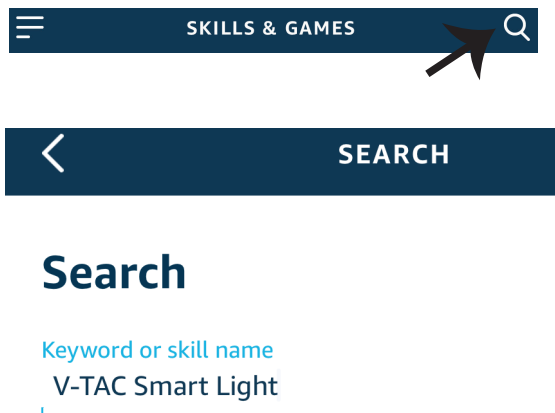 SKILLS & GAMES
SEARCH
Search
Keyword or skill name
V-TAC Smart Light